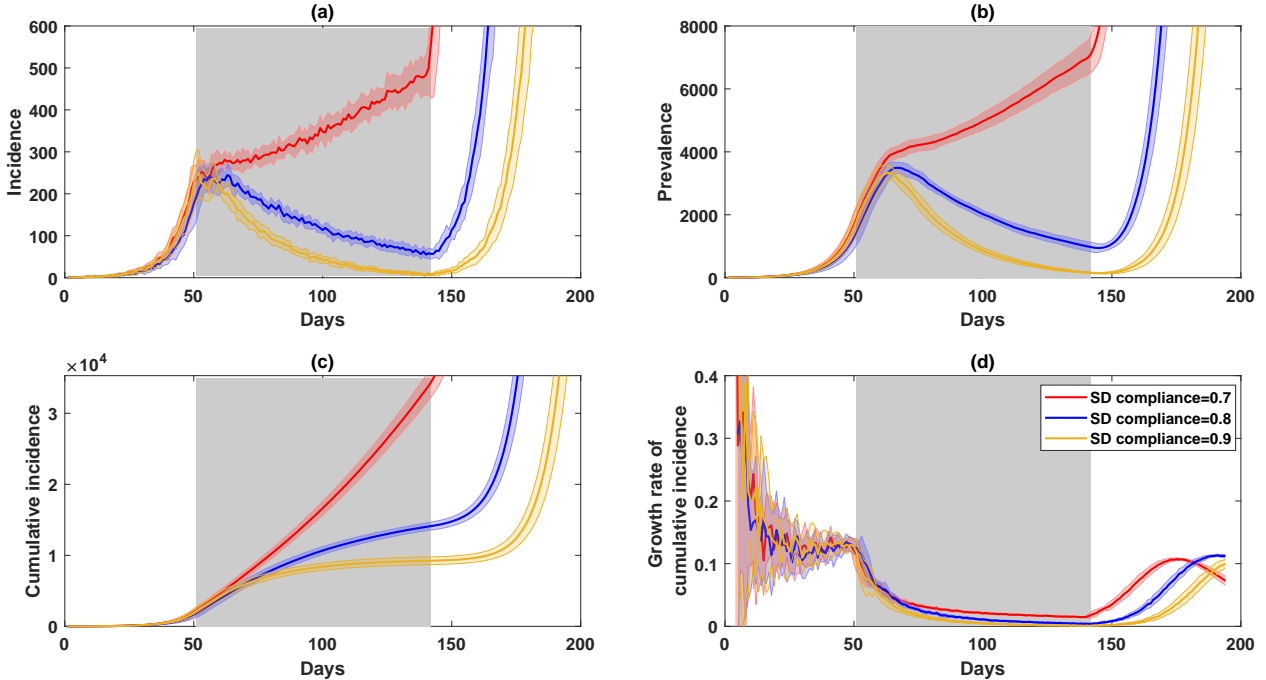 (a)
600
500
400
300
200
100
0
Incidence
0 50 100 150 200
Days
(b)
8000
6000
4000
2000
0
Prevalence
0 50 100 150 200
Days
(c)
×10⁴
3
2
1
0
Cumulative incidence
0 50 100 150 200
Days
(d)
0.4
0.3
0.2
0.1
0
Growth rate of
cumulative incidence
0 50 100 150 200
Days
SD compliance=0.7
SD compliance=0.8
SD compliance=0.9